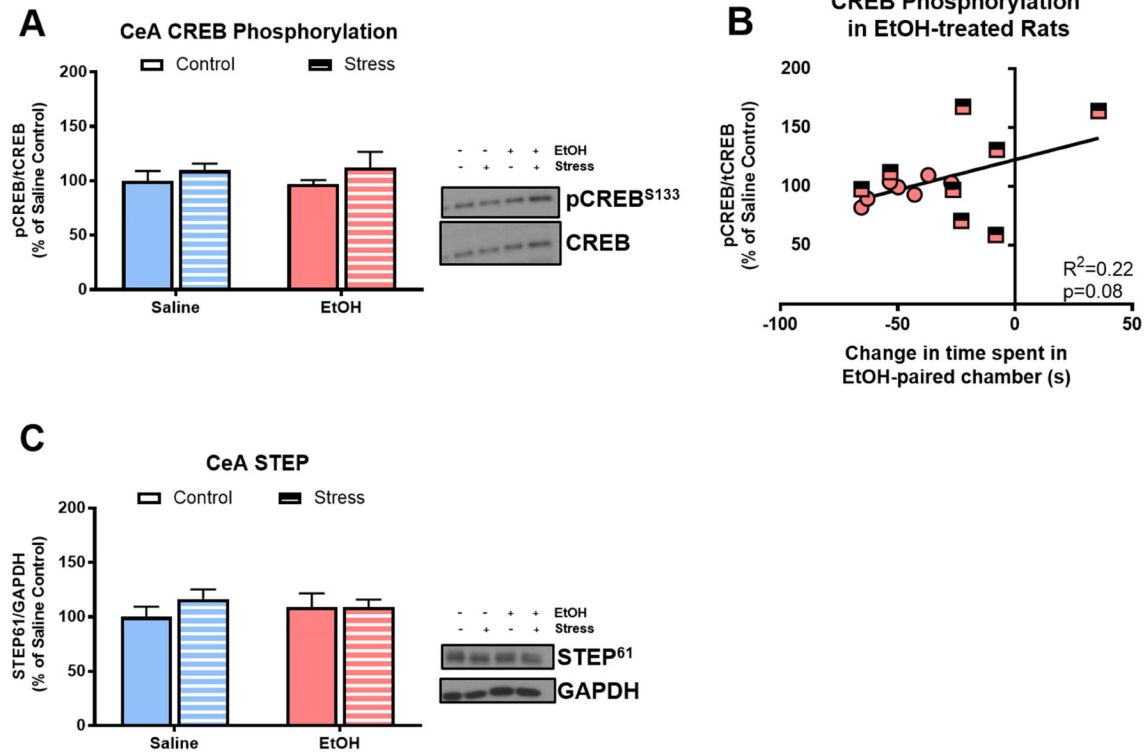 A
CeA CREB Phosphorylation
Control
Stress
200
150
100
50
0
pCREB/tCREB
(% of Saline Control)
Saline
EtOH
- - + + EtOH
- + - + Stress
pCREBS133
CREB
B
CREB Phosphorylation
in EtOH-treated Rats
200
150
100
50
pCREB/tCREB
(% of Saline Control)
R2=0.22
p=0.08
-100
-50
0
50
Change in time spent in
EtOH-paired chamber (s)
C
CeA STEP
Control
Stress
200
150
100
50
0
STEP61/GAPDH
(% of Saline Control)
Saline
EtOH
- - + + EtOH
- + - + Stress
STEP61
GAPDH